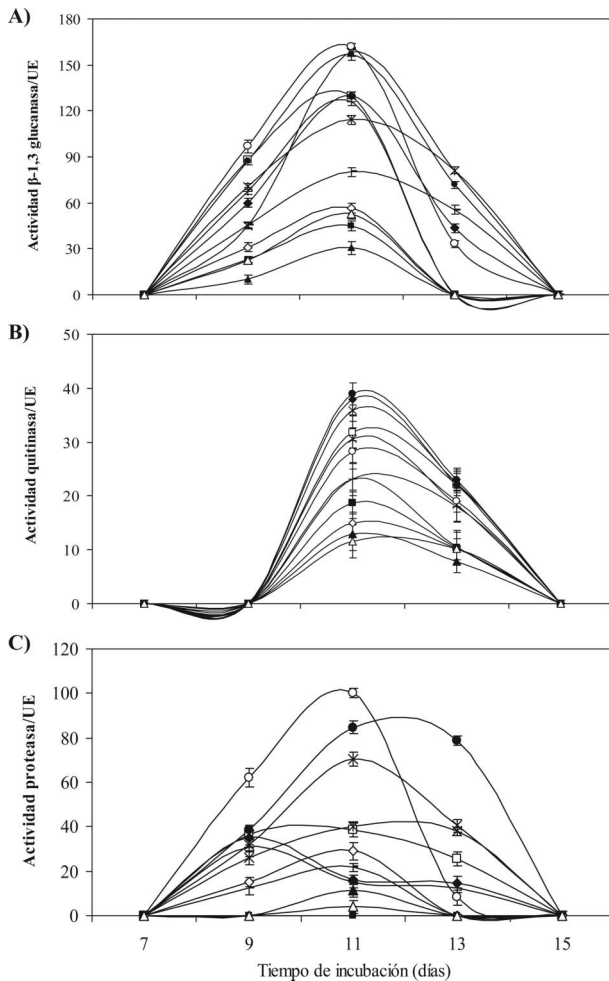 A)
Actividad β-1,3 glucanasa/UE
180
150
120
90
60
30
0
B)
Actividad quitinasa/UE
50
40
30
20
10
0
C)
Actividad proteasa/UE
120
100
80
60
40
20
0
7 9 11 13 15
Tiempo de incubación (días)